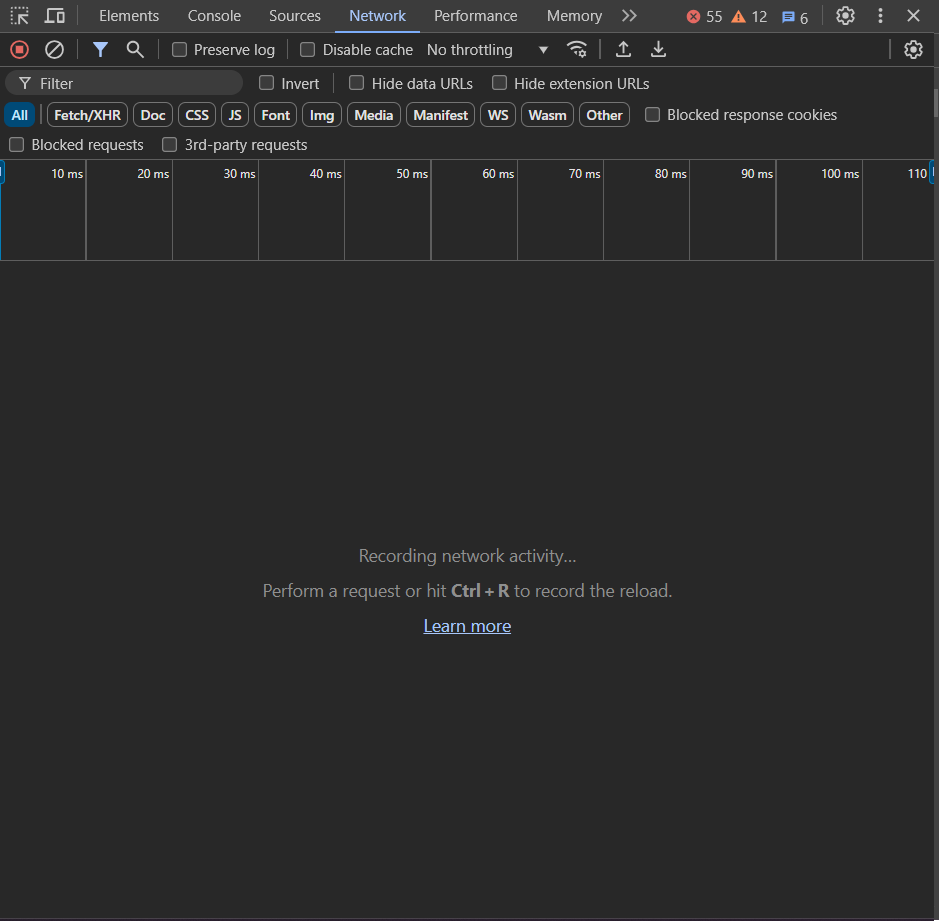 Elements Console Sources Network Performance Memory 55 12 6
Preserve log Disable cache No throttling
Filter Invert Hide data URLs Hide extension URLs
All Fetch/XHR Doc CSS JS Font Img Media Manifest WS Wasm Other Blocked response cookies
Blocked requests 3rd-party requests
10 ms 20 ms 30 ms 40 ms 50 ms 60 ms 70 ms 80 ms 90 ms 100 ms 110
Recording network activity...
Perform a request or hit Ctrl + R to record the reload.
Learn more